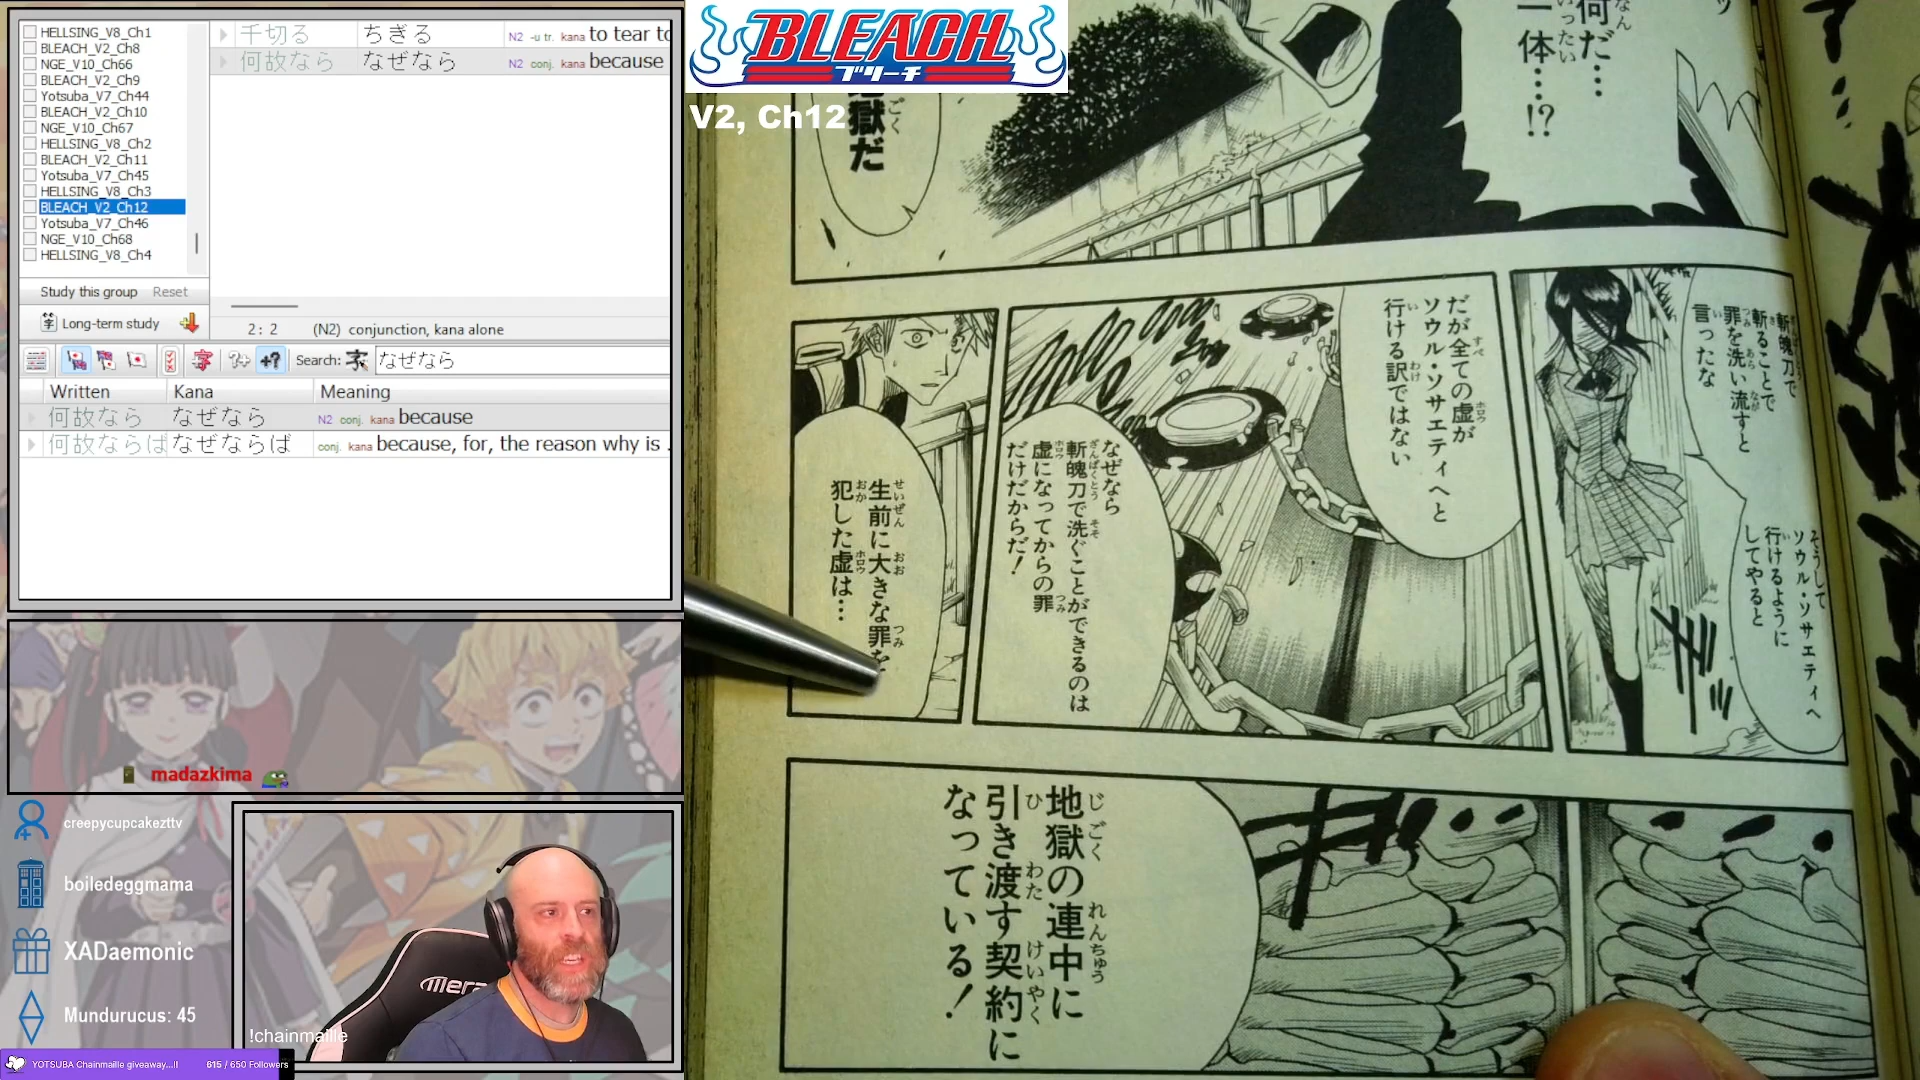 HELLSING_V8_Ch1
BLEACH_V2_Ch8
NGE_V10_Ch66
BLEACH_V2_Ch9
Yotsuba_V7_Ch44
BLEACH_V2_Ch10
NGE_V10_Ch67
HELLSING_V8_Ch2
BLEACH_V2_Ch11
Yotsuba_V7_Ch45
HELLSING_V8_Ch3
BLEACH_V2_Ch12
Yotsuba_V7_Ch46
NGE_V10_Ch68
HELLSING_V8_Ch4
Study this group Reset
Long-term study
千切る ちぎる N2 -u tr. kana to tear to
何故なら なぜなら N2 conj. kana because
2: 2 (N2) conjunction, kana alone
Search: なぜなら
Written Kana Meaning
何故なら なぜなら N2 conj. kana because
何故ならば なぜならば conj. kana because, for, the reason why is .
madazkima
creepycupcakezttv
boiledeggmama
XADaemonic
Mundurucus: 45
!chainmaille
YOTSUBA Chainmaille giveaway...!! 615 / 650 Followers
mera
BLEACH
ブリーチ
V2, Ch12
何だ…
一体…!?
獄だ
斬魄刀で
斬ることで
罪を洗い流すと
言ったな
そうして
ソウル・ソサエティへ
行けるように
してやると
だが全ての虚が
ソウル・ソサエティへと
行ける訳ではない
なぜなら
斬魄刀で洗ぐことができるのは
虚になってからの罪
だけだからだ!
生前に大きな罪を
犯した虚は…
地獄の連中に
引き渡す契約に
なっている!